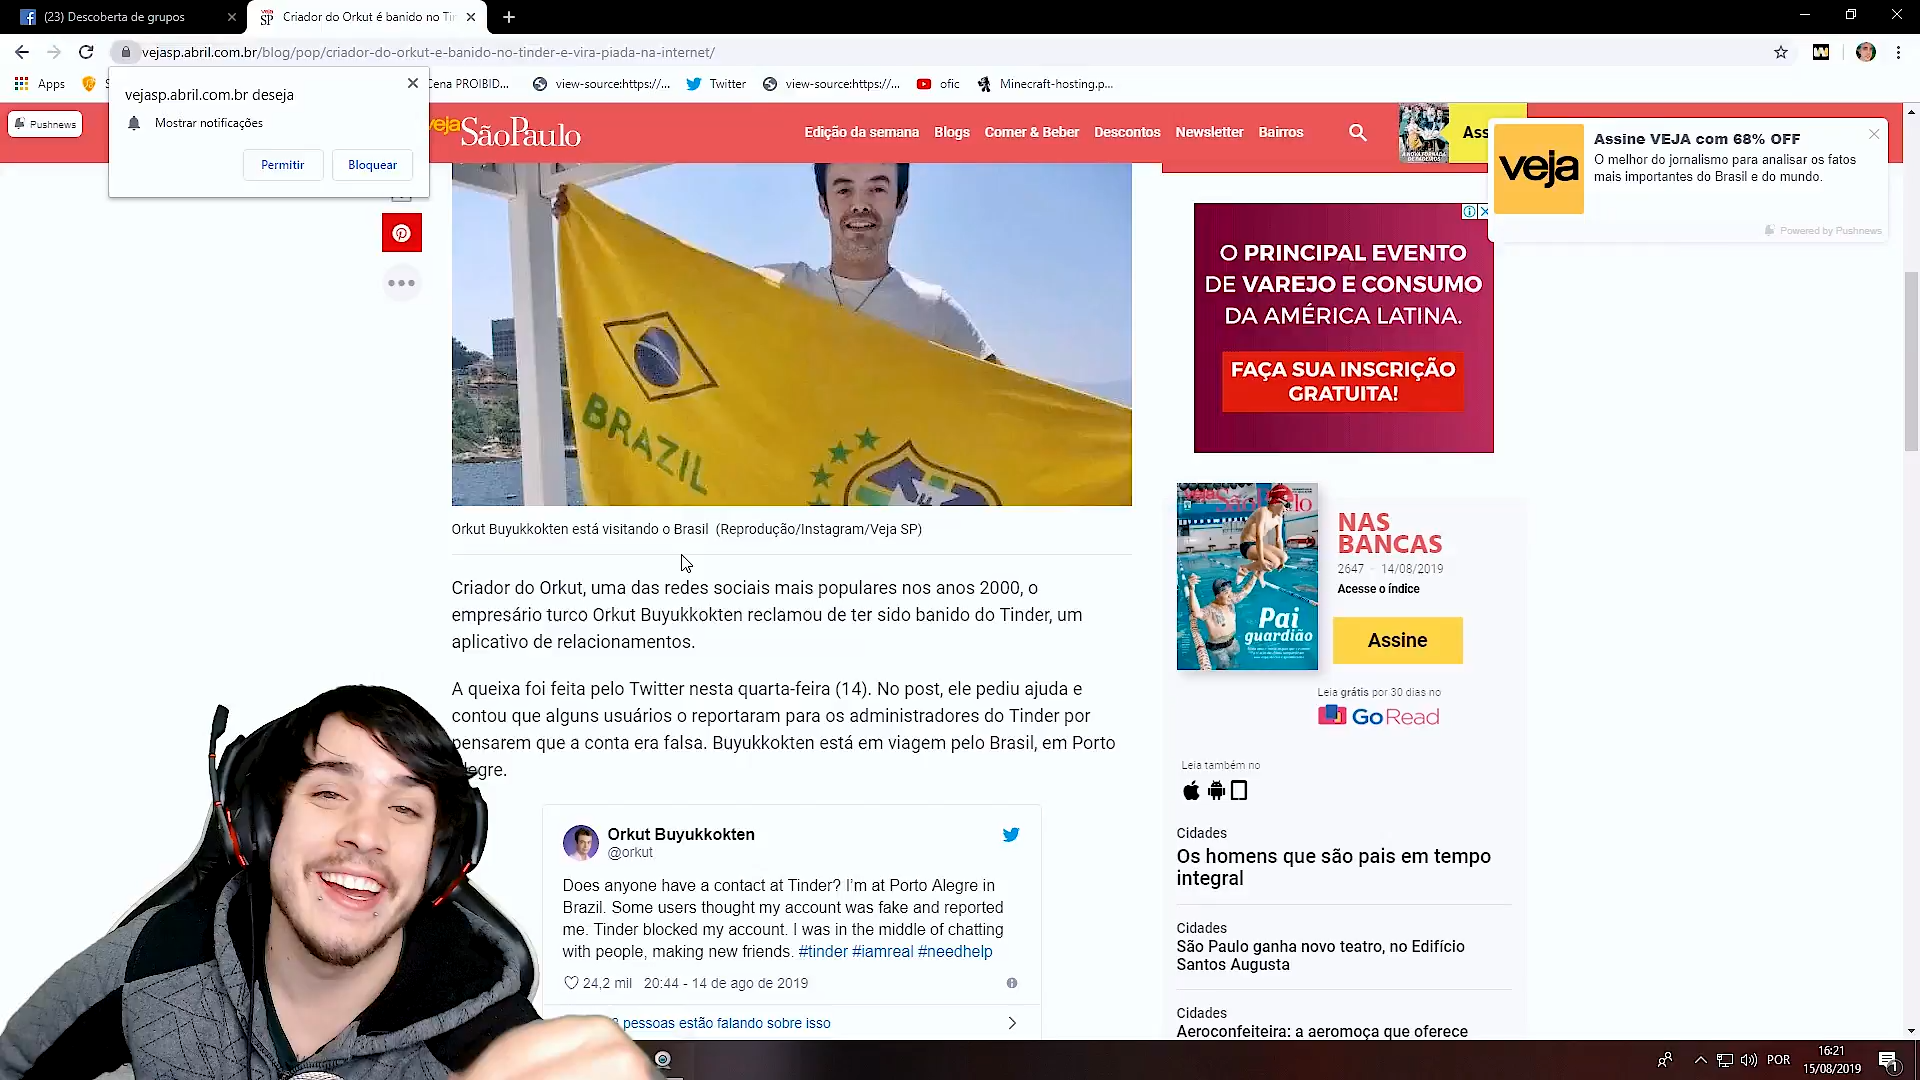 (23) Descoberta de grupos
Criador do Orkut é banido no Tin
vejasp.abril.com.br/blog/pop/criador-do-orkut-e-banido-no-tinder-e-vira-piada-na-internet/
Apps
Cena PROIBID...
view-source:https://...
Twitter
view-source:https://...
ofic
Minecraft-hosting.p...
vejasp.abril.com.br deseja
Mostrar notificações
Permitir
Bloquear
Pushnews
veja SãoPaulo
Edição da semana
Blogs
Comer & Beber
Descontos
Newsletter
Bairros
Ass
veja
Assine VEJA com 68% OFF
O melhor do jornalismo para analisar os fatos
mais importantes do Brasil e do mundo.
Powered by Pushnews
BRAZIL
O PRINCIPAL EVENTO
DE VAREJO E CONSUMO
DA AMÉRICA LATINA.
FAÇA SUA INSCRIÇÃO
GRATUITA!
Orkut Buyukkokten está visitando o Brasil (Reprodução/Instagram/Veja SP)
Criador do Orkut, uma das redes sociais mais populares nos anos 2000, o
empresário turco Orkut Buyukkokten reclamou de ter sido banido do Tinder, um
aplicativo de relacionamentos.
A queixa foi feita pelo Twitter nesta quarta-feira (14). No post, ele pediu ajuda e
contou que alguns usuários o reportaram para os administradores do Tinder por
pensarem que a conta era falsa. Buyukkokten está em viagem pelo Brasil, em Porto
legre.
Orkut Buyukkokten
@orkut
Does anyone have a contact at Tinder? I'm at Porto Alegre in
Brazil. Some users thought my account was fake and reported
me. Tinder blocked my account. I was in the middle of chatting
with people, making new friends. #tinder #iamreal #needhelp
24,2 mil 20:44 - 14 de ago de 2019
pessoas estão falando sobre isso
Pai
guardião
NAS
BANCAS
2647 - 14/08/2019
Acesse o índice
Assine
Leia grátis por 30 dias no
GoRead
Leia também no
Cidades
Os homens que são pais em tempo
integral
Cidades
São Paulo ganha novo teatro, no Edifício
Santos Augusta
Cidades
Aeroconfeiteira: a aeromoça que oferece
POR
16:21
15/08/2019
1